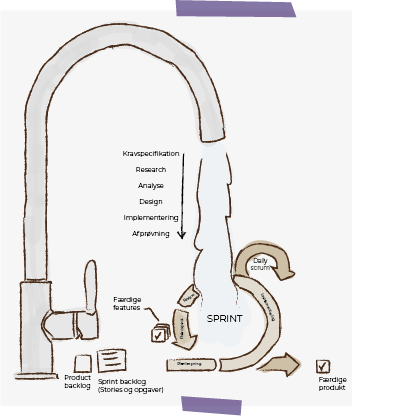 Kravspecifikation
Research
Analyse
Design
Implementering
Afprøvning
Daily
scrum
Færdige
features
SPRINT
Product
backlog
Sprint backlog
(Stories og opgaver)
Færdige
produkt